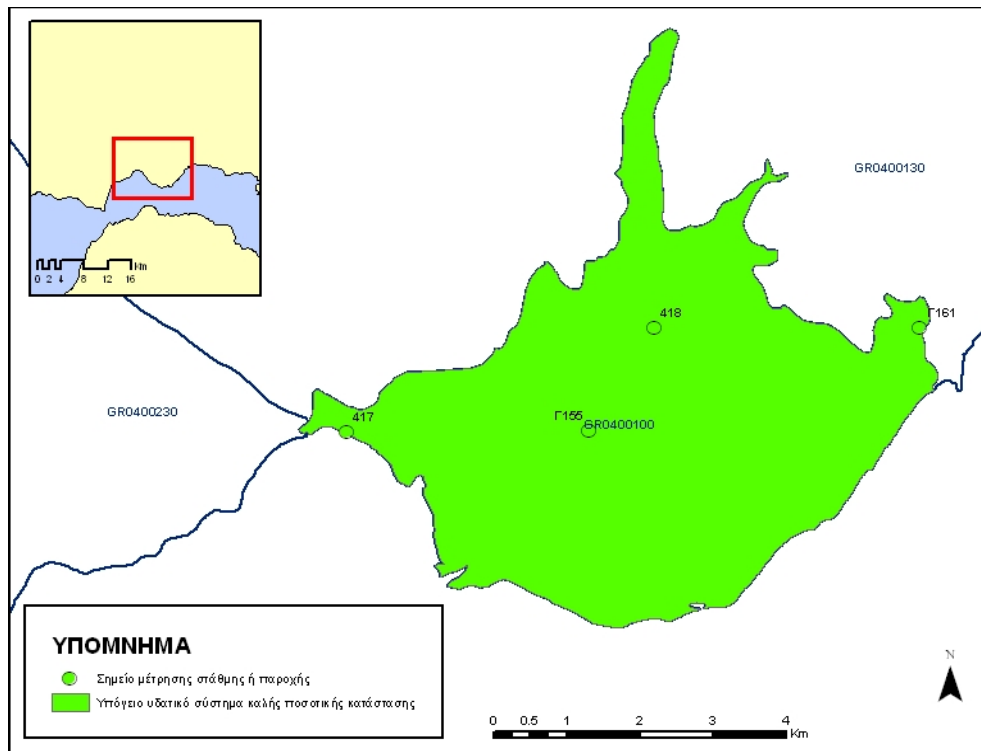 GR0400130
km
0 2 4 8 12 16
418
Γ161
GR0400230
417
Γ155
GR0400100
ΥΠΟΜΝΗΜΑ
Σημείο μέτρησης στάθμης ή παροχής
Υπόγειο υδατικό σύστημα καλής ποσοτικής κατάστασης
N
0 0.5 1 2 3 4
Km